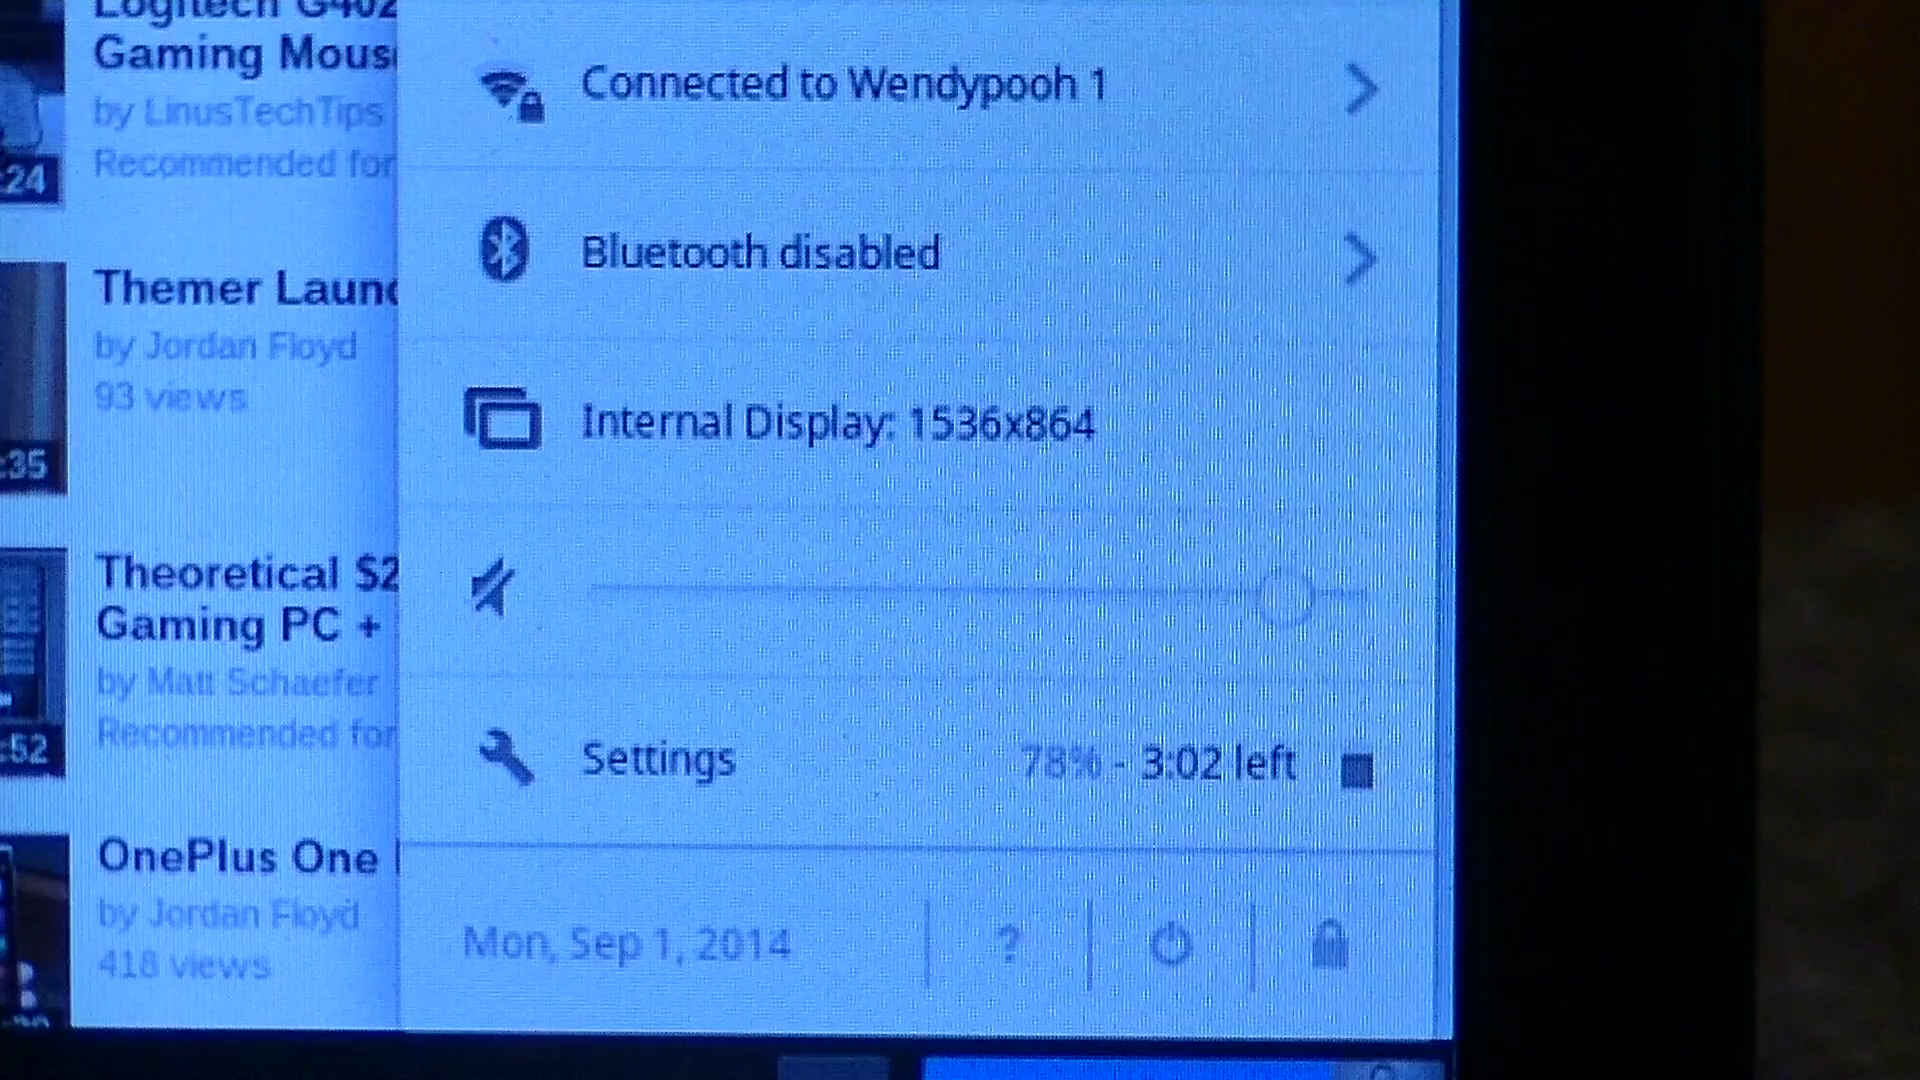 Logitech G402
Gaming Mous
by LinusTechTips
Recommended for
:24
Themer Launc
by Jordan Floyd
93 views
:35
Theoretical $2
Gaming PC +
by Matt Schaefer
Recommended for
:52
OnePlus One
by Jordan Floyd
418 views
Connected to Wendypooh 1
Bluetooth disabled
Internal Display: 1536x864
Settings
78% - 3:02 left
Mon, Sep 1, 2014
?